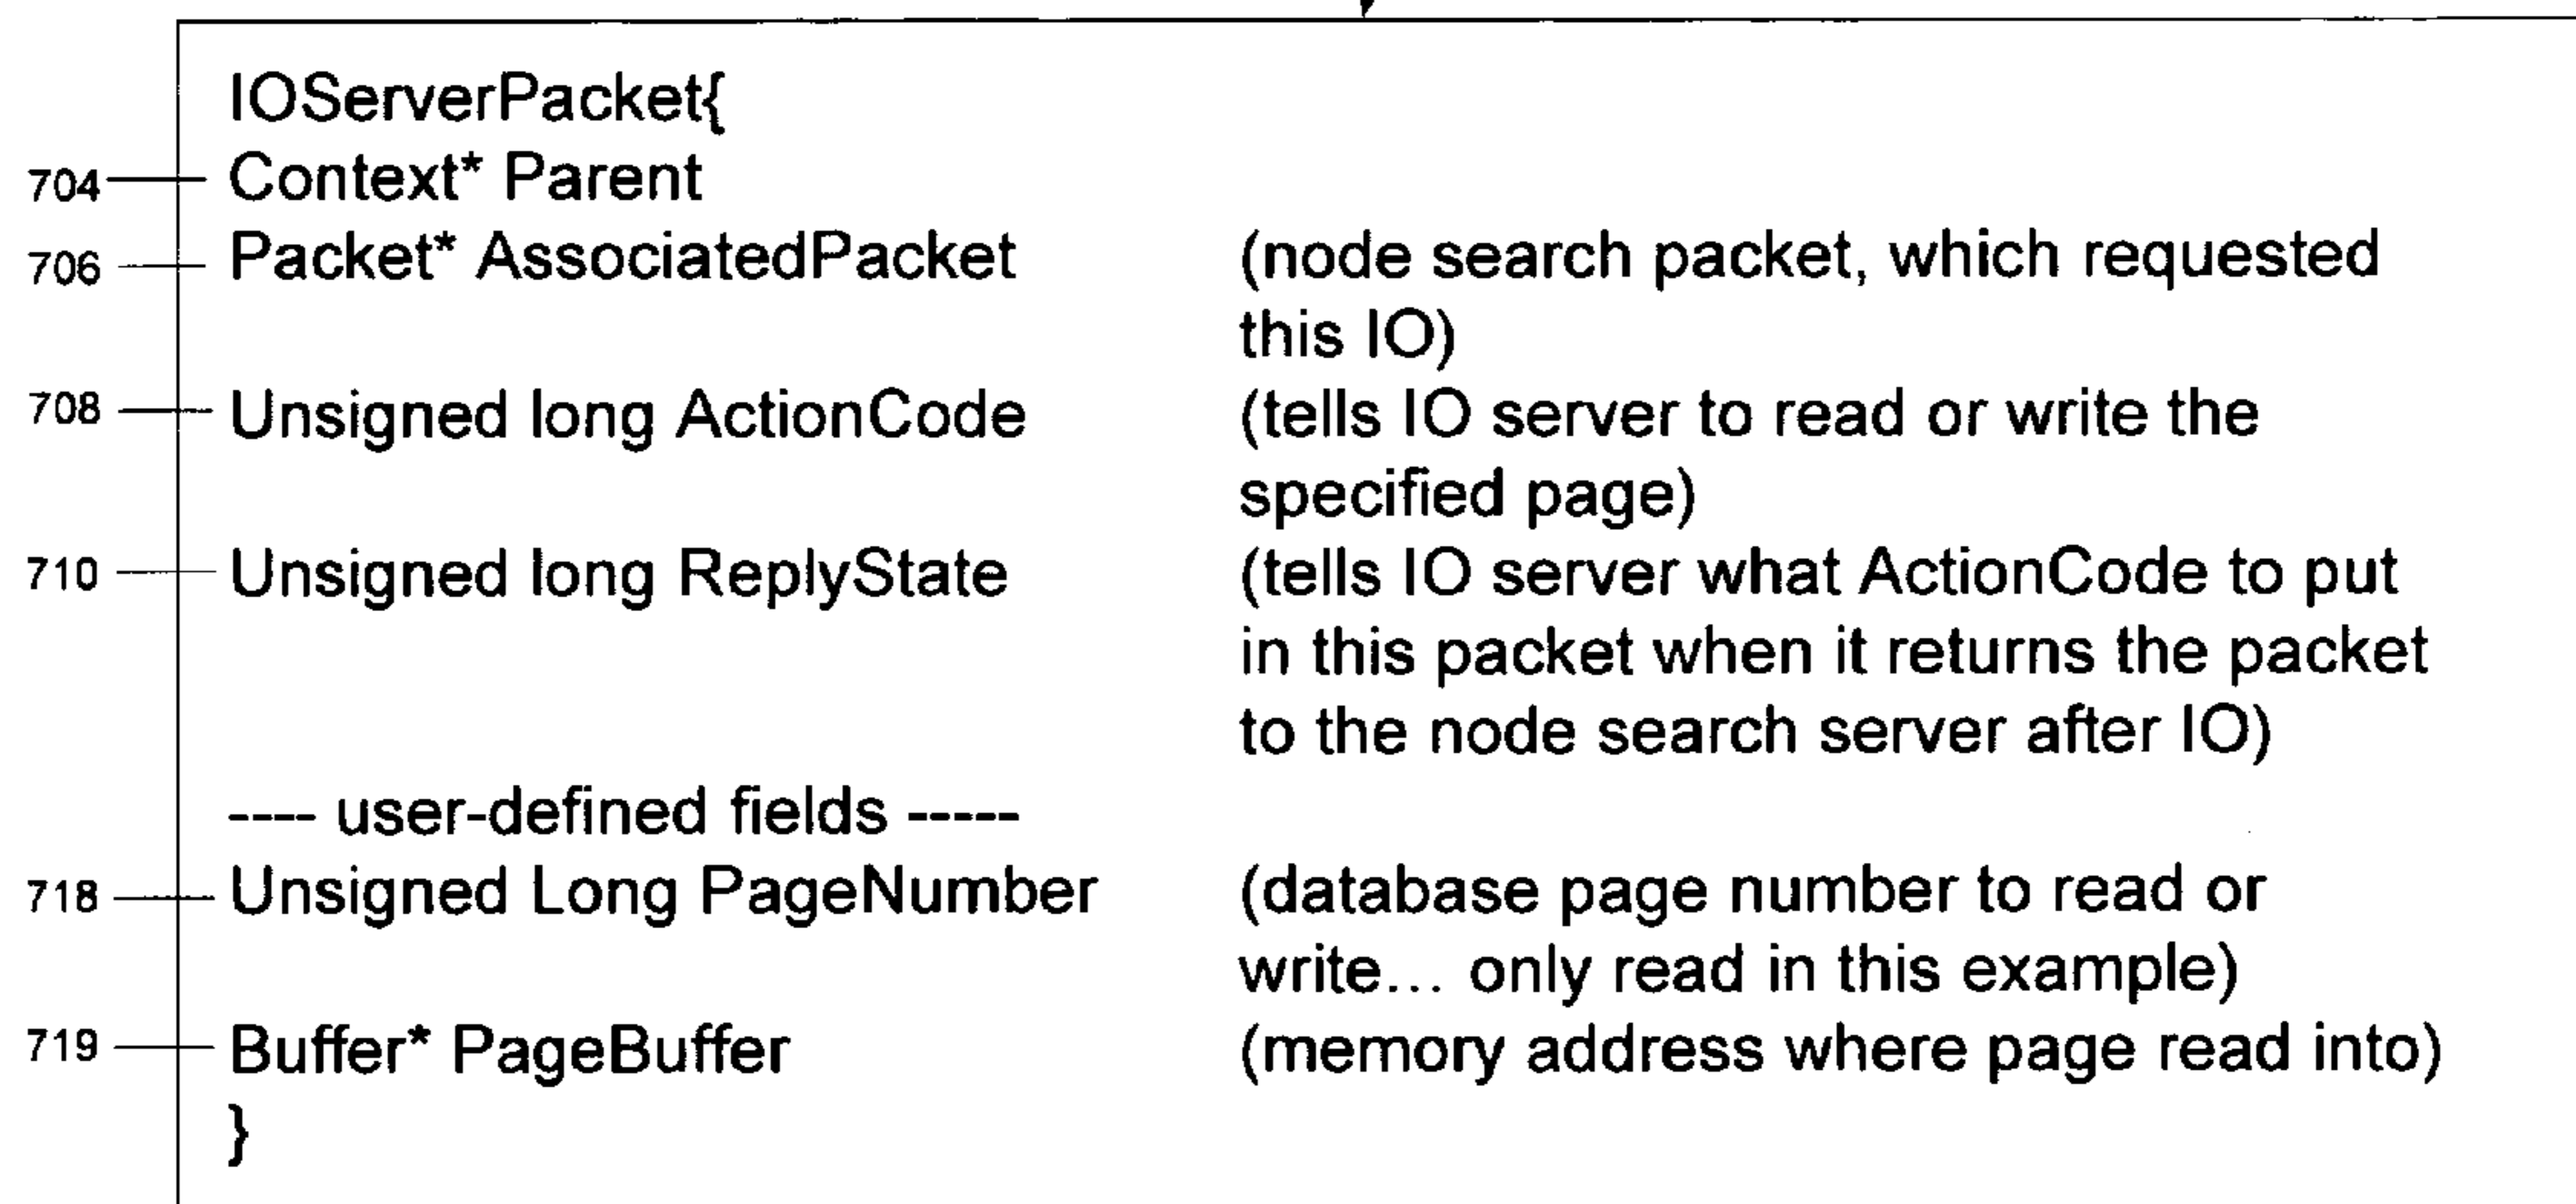 IOServerPacket{
704 Context* Parent
706 Packet* AssociatedPacket (node search packet, which requested
this IO)
708 Unsigned long ActionCode (tells IO server to read or write the
specified page)
710 Unsigned long ReplyState (tells IO server what ActionCode to put
in this packet when it returns the packet
to the node search server after IO)
---- user-defined fields -----
718 Unsigned Long PageNumber (database page number to read or
write... only read in this example)
719 Buffer* PageBuffer (memory address where page read into)
}